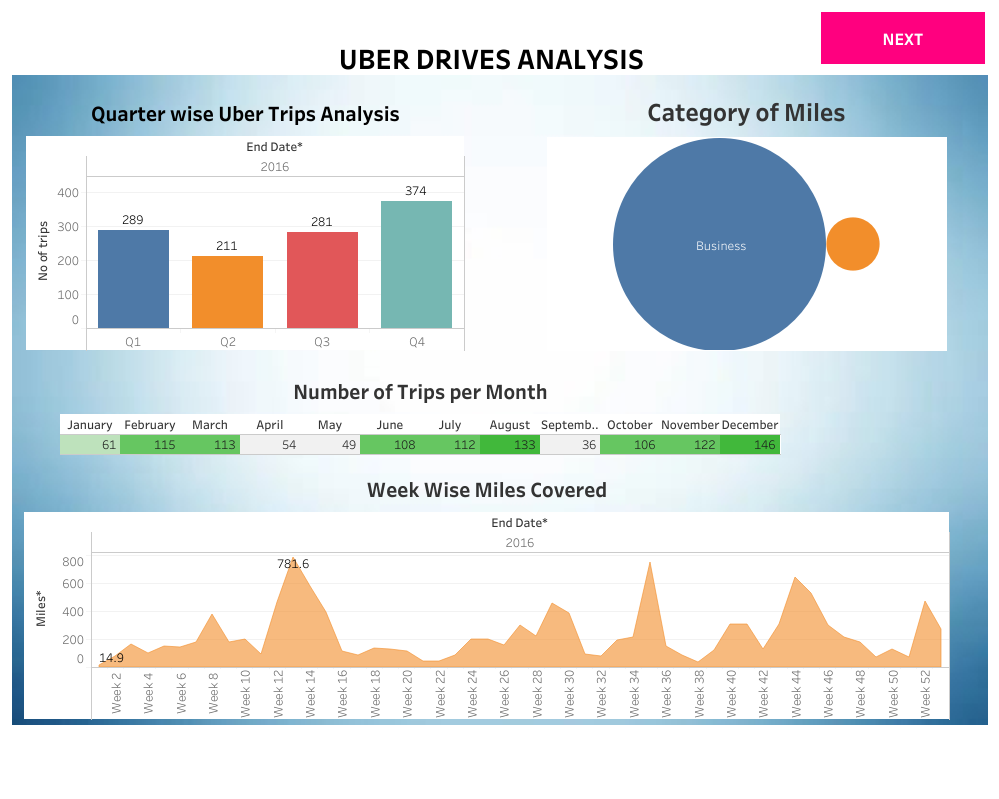 NEXT
UBER DRIVES ANALYSIS
Quarter wise Uber Trips Analysis
End Date*
2016
No of trips
400
300
200
100
0
289
211
281
374
Q1 Q2 Q3 Q4
Category of Miles
Business
Number of Trips per Month
January February March April May June July August Septemb.. October November December
61 115 113 54 49 108 112 133 36 106 122 146
Week Wise Miles Covered
End Date*
2016
Miles*
800
600
400
200
0
781.6
14.9
Week 2
Week 4
Week 6
Week 8
Week 10
Week 12
Week 14
Week 16
Week 18
Week 20
Week 22
Week 24
Week 26
Week 28
Week 30
Week 32
Week 34
Week 36
Week 38
Week 40
Week 42
Week 44
Week 46
Week 48
Week 50
Week 52